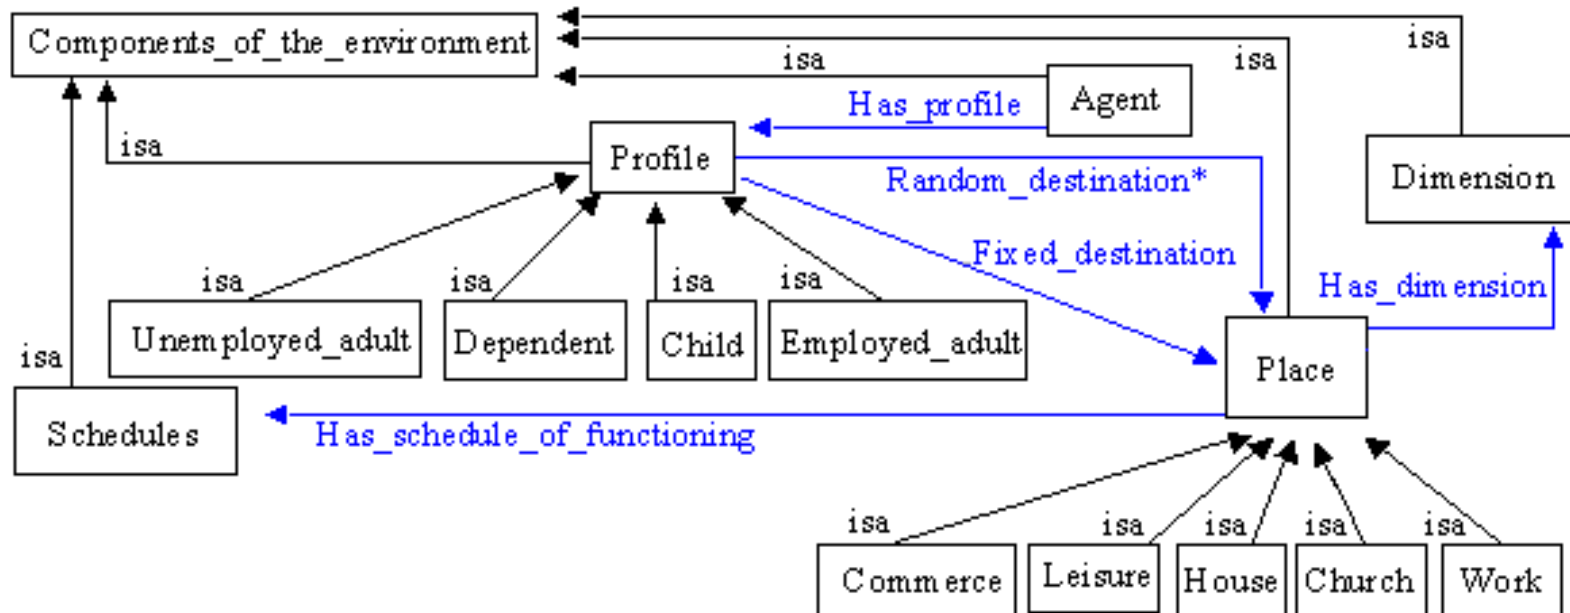 Components_of_the_environment
isa
isa
isa
Agent
Has_profile
isa
Profile
Random_destination*
Dimension
Fixed_destination
isa
isa
isa
isa
Has_dimension
Unemployed_adult
Dependent
Child
Employed_adult
isa
Place
Schedules
Has_schedule_of_functioning
isa
isa
isa
isa
isa
Commerce
Leisure
House
Church
Work